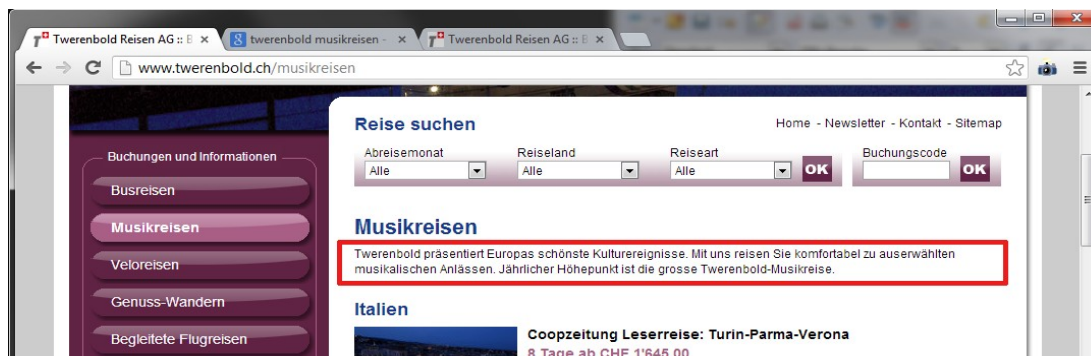 Twerenbold Reisen AG :: B
twerenbold musikreisen -
Twerenbold Reisen AG :: B
www.twerenbold.ch/musikreisen
Reise suchen
Home - Newsletter - Kontakt - Sitemap
Buchungen und Informationen
Abreisemonat Reiseland Reiseart Buchungscode
Alle Alle Alle OK OK
Busreisen
Musikreisen
Musikreisen
Twerenbold präsentiert Europas schönste Kulturereignisse. Mit uns reisen Sie komfortabel zu auserwählten
musikalischen Anlässen. Jährlicher Höhepunkt ist die grosse Twerenbold-Musikreise.
Veloreisen
Genuss-Wandern
Italien
Begleitete Flugreisen
Coopzeitung Leserreise: Turin-Parma-Verona
8 Tage ab CHF 1'645.00